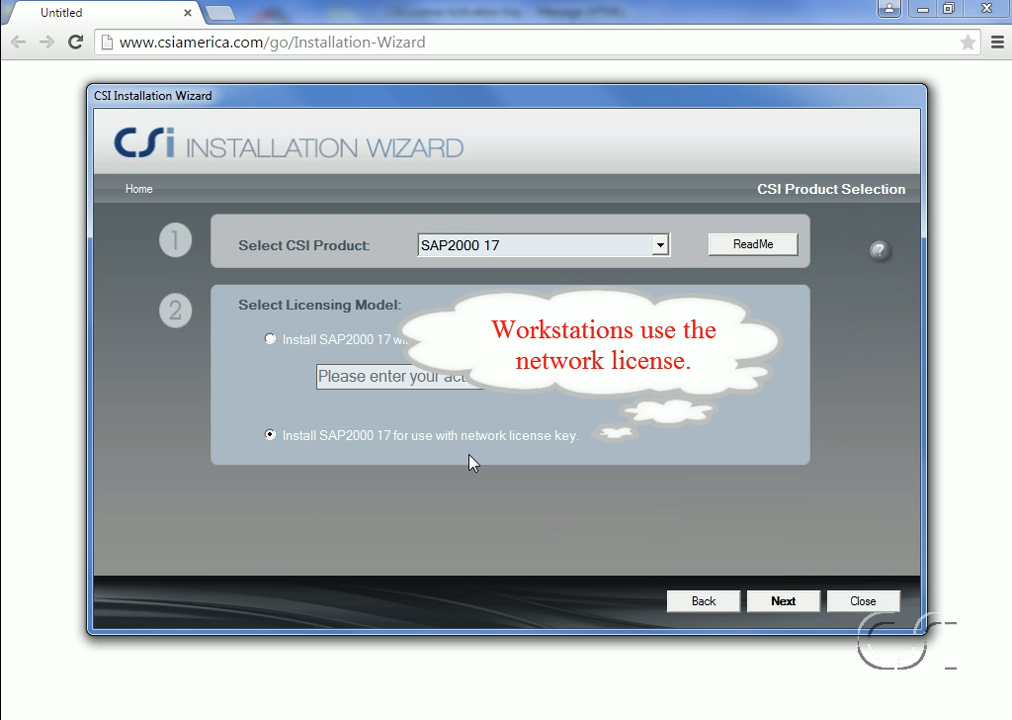 Untitled
www.csiamerica.com/go/Installation-Wizard
CSI Installation Wizard
CSi INSTALLATION WIZARD
Home
CSI Product Selection
1
Select CSI Product:
SAP2000 17
ReadMe
?
2
Select Licensing Model:
Install SAP2000 17
Workstations use the
network license.
Please enter your
Install SAP2000 17 for use with network license key.
Back
Next
Close
CSI